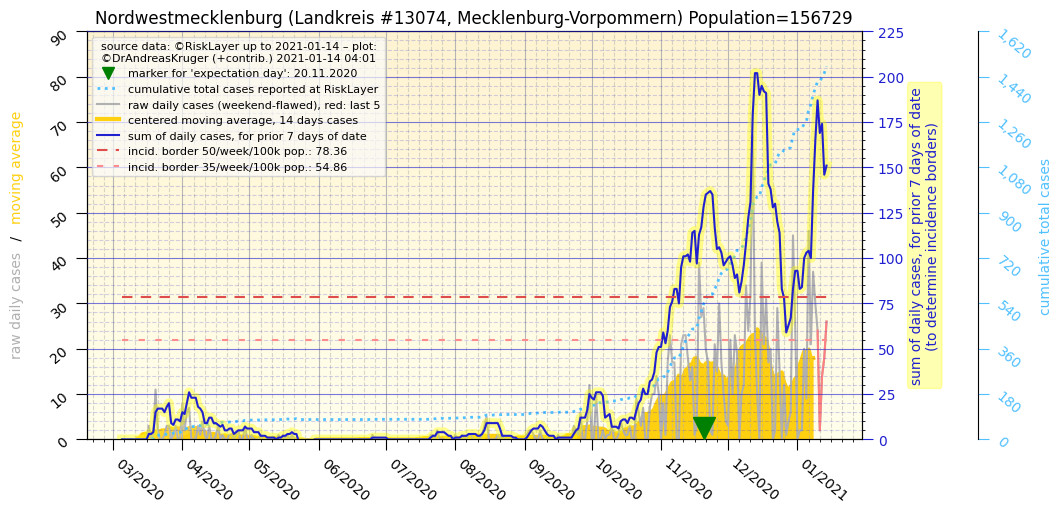 Nordwestmecklenburg (Landkreis #13074, Mecklenburg-Vorpommern) Population=156729
source data: ©RiskLayer up to 2021-01-14 – plot:
©DrAndreasKruger (+contrib.) 2021-01-14 04:01
marker for 'expectation day': 20.11.2020
cumulative total cases reported at RiskLayer
raw daily cases (weekend-flawed), red: last 5
centered moving average, 14 days cases
sum of daily cases, for prior 7 days of date
incid. border 50/week/100k pop.: 78.36
incid. border 35/week/100k pop.: 54.86
raw daily cases / moving average
90
80
70
60
50
40
30
20
10
0
03/2020
04/2020
05/2020
06/2020
07/2020
08/2020
09/2020
10/2020
11/2020
12/2020
01/2021
225
200
175
150
125
100
75
50
25
0
sum of daily cases, for prior 7 days of date
(to determine incidence borders)
1,620
1,440
1,260
1,080
900
720
540
360
180
0
cumulative total cases